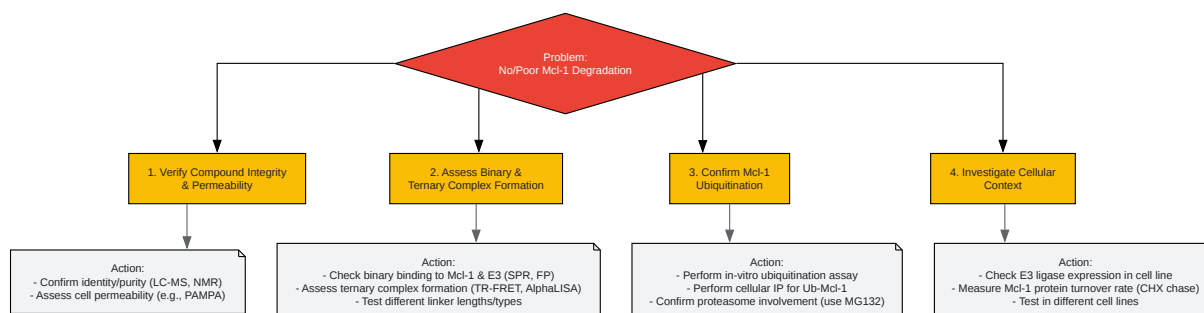 Problem:
No/Poor Mcl-1 Degradation
1. Verify Compound Integrity
& Permeability
2. Assess Binary &
Ternary Complex Formation
3. Confirm Mcl-1
Ubiquitination
4. Investigate Cellular
Context
Action:
- Confirm identity/purity (LC-MS, NMR)
- Assess cell permeability (e.g., PAMPA)
Action:
- Check binary binding to Mcl-1 & E3 (SPR, FP)
- Assess ternary complex formation (TR-FRET, AlphaLISA)
- Test different linker lengths/types
Action:
- Perform in-vitro ubiquitination assay
- Perform cellular IP for Ub-Mcl-1
- Confirm proteasome involvement (use MG132)
Action:
- Check E3 ligase expression in cell line
- Measure Mcl-1 protein turnover rate (CHX chase)
- Test in different cell lines